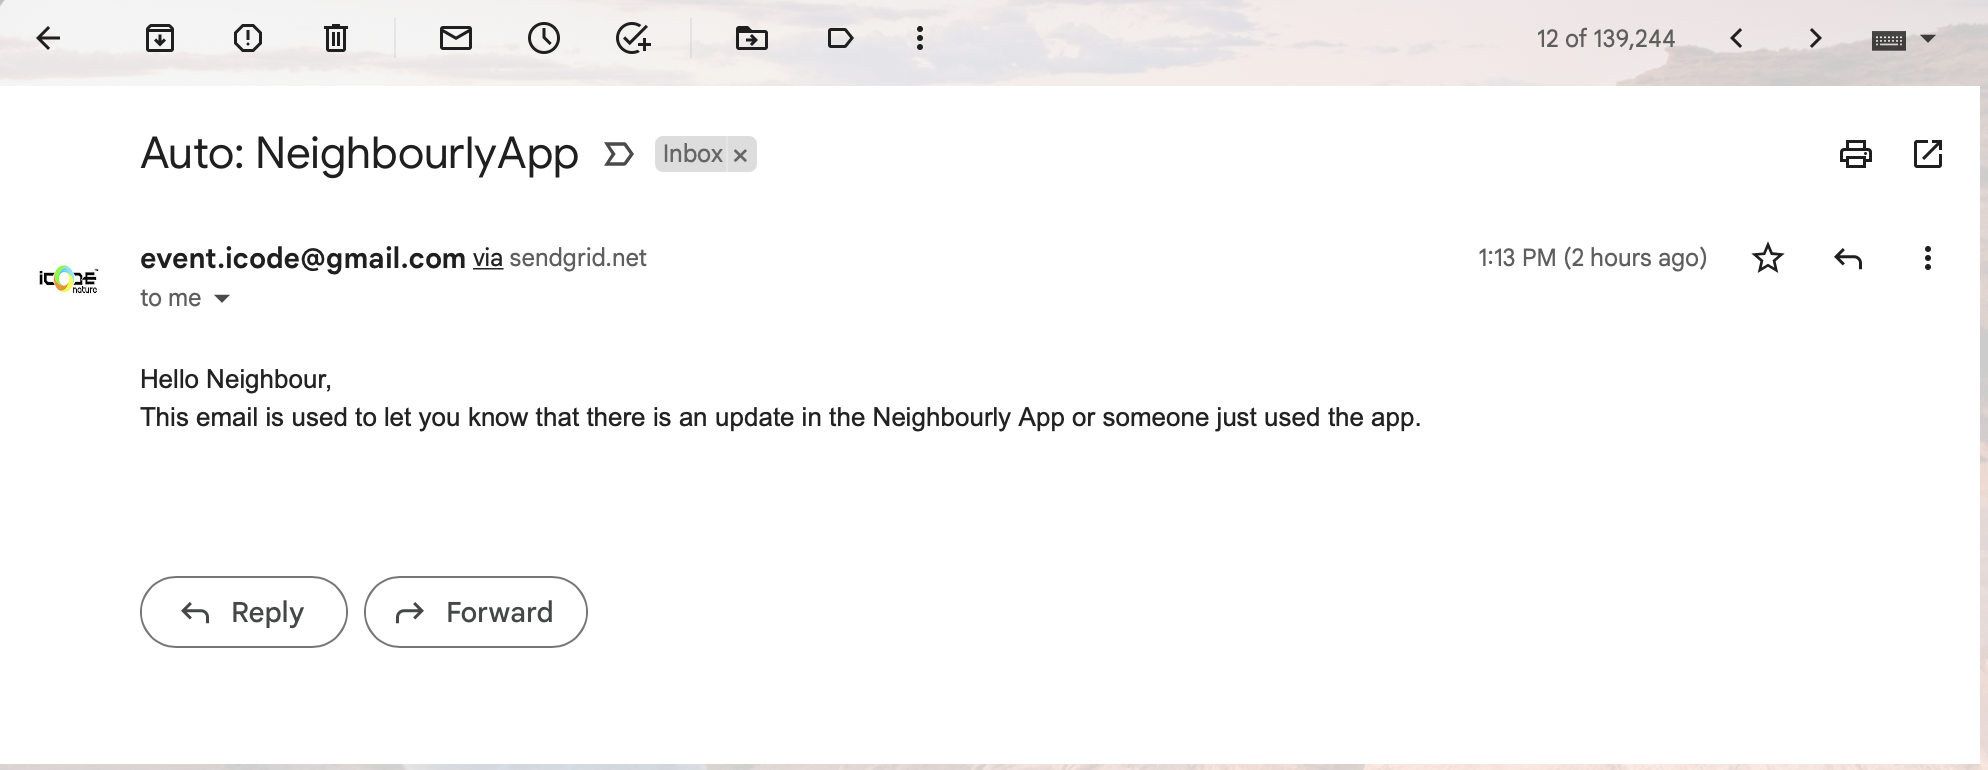 12 of 139,244
Auto: NeighbourlyApp
Inbox ×
event.icode@gmail.com via sendgrid.net
1:13 PM (2 hours ago)
icode
nature
to me
Hello Neighbour,
This email is used to let you know that there is an update in the Neighbourly App or someone just used the app.
Reply
Forward